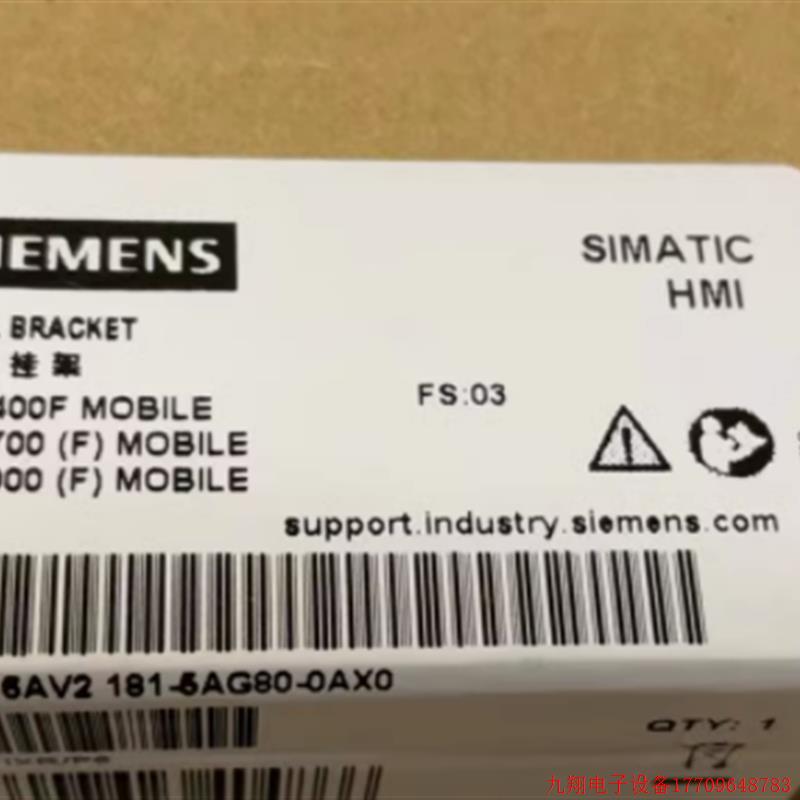 IEMENS
SIMATIC
HMI
BRACKET
挂架
FS:03
400F MOBILE
700 (F) MOBILE
900 (F) MOBILE
support.industry.siemens.com
6AV2 181-5AG80-0AX0
QTY: 1
九翔电子设备17709648783